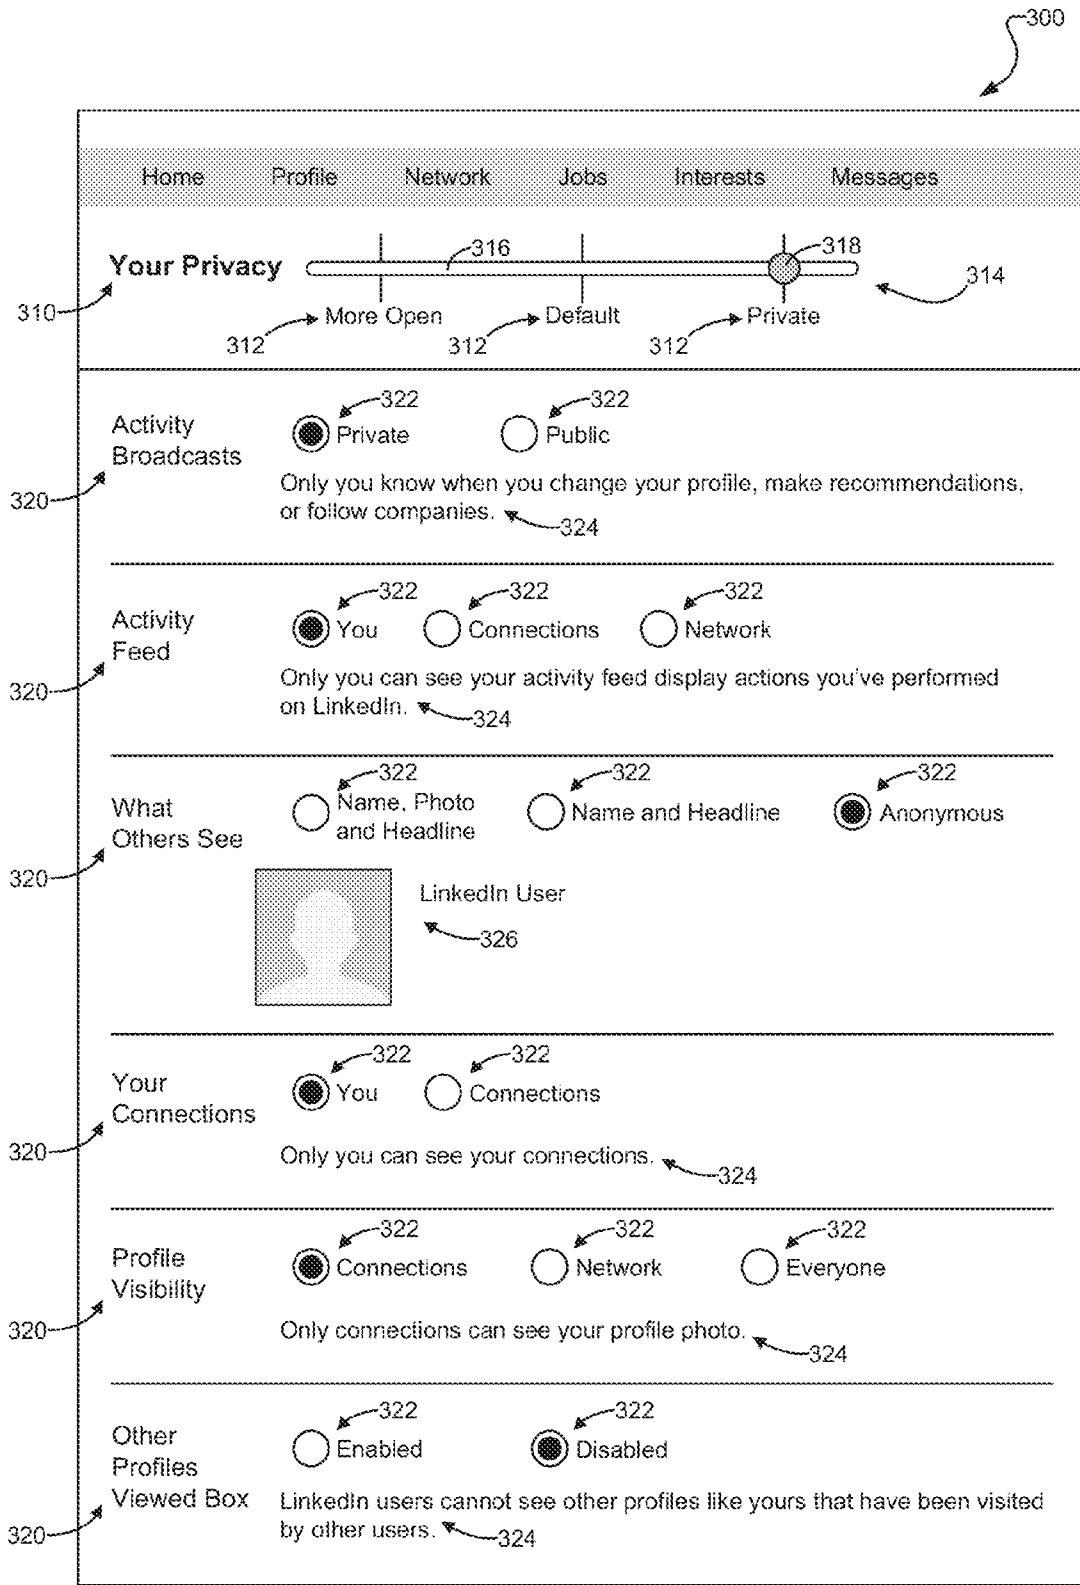 300
Home Profile Network Jobs Interests Messages
Your Privacy 316 318
310 314
More Open Default Private
312 312 312
322 322
Activity Broadcasts
Private Public
320
Only you know when you change your profile, make recommendations,
or follow companies. 324
322 322 322
Activity Feed
You Connections Network
320
Only you can see your activity feed display actions you've performed
on LinkedIn. 324
322 322 322
What Others See
Name, Photo and Headline Name and Headline Anonymous
320
LinkedIn User
326
322 322
Your Connections
You Connections
320
Only you can see your connections. 324
322 322 322
Profile Visibility
Connections Network Everyone
320
Only connections can see your profile photo. 324
322 322
Other Profiles Viewed Box
Enabled Disabled
320
LinkedIn users cannot see other profiles like yours that have been visited
by other users. 324